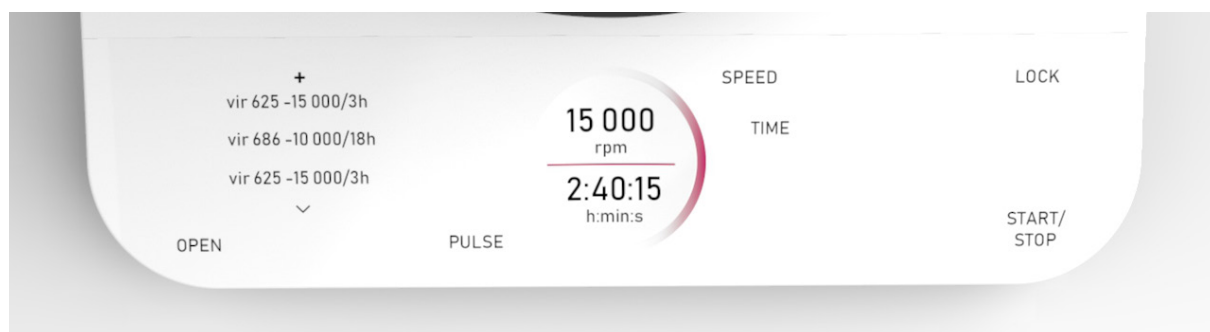 +
vir 625 -15 000/3h
vir 686 -10 000/18h
vir 625 -15 000/3h
OPEN
PULSE
15 000
rpm
2:40:15
h:min:s
SPEED
TIME
LOCK
START/
STOP